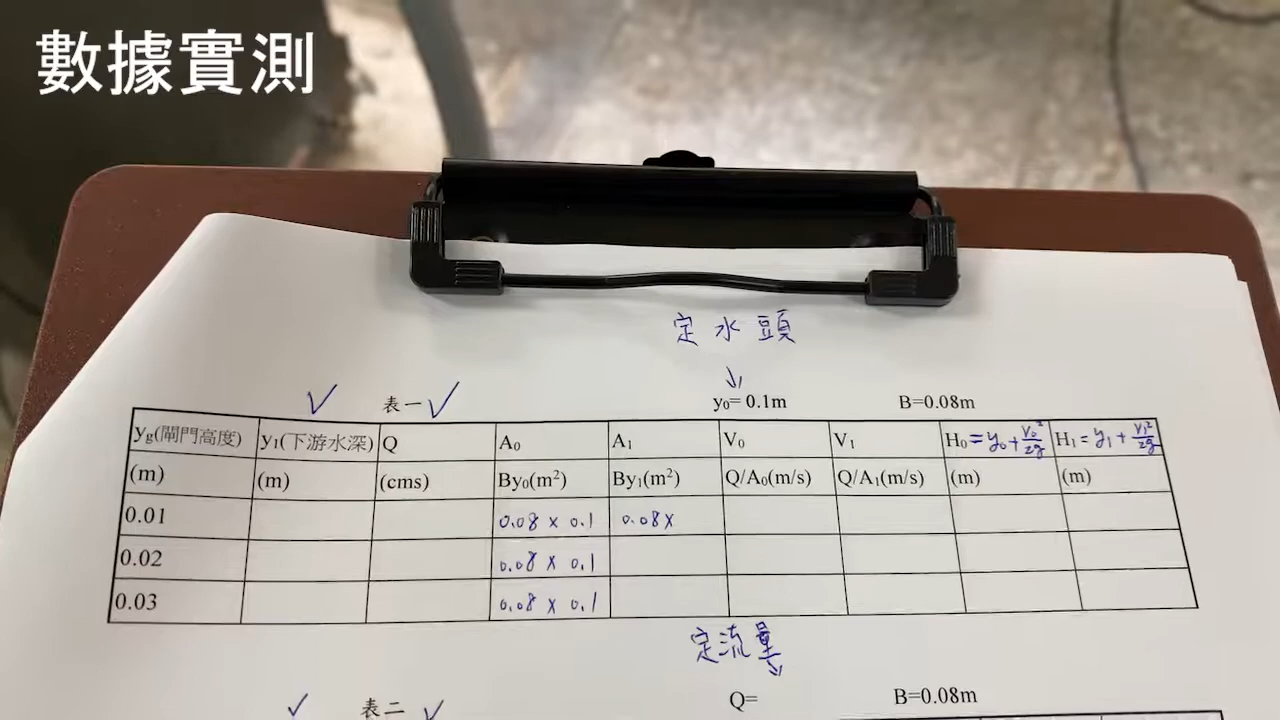 數據實測
定水頭
表一 y₀= 0.1m B=0.08m
yg(閘門高度) y₁(下游水深) Q A₀ A₁ V₀ V₁ H₀=y₀+V₀²/2g H₁=y₁+V₁²/2g
(m) (m) (cms) By₀(m²) By₁(m²) Q/A₀(m/s) Q/A₁(m/s) (m) (m)
0.01 0.08 x 0.1 0.08 x
0.02 0.08 x 0.1
0.03 0.08 x 0.1
定流量
表二 Q= B=0.08m